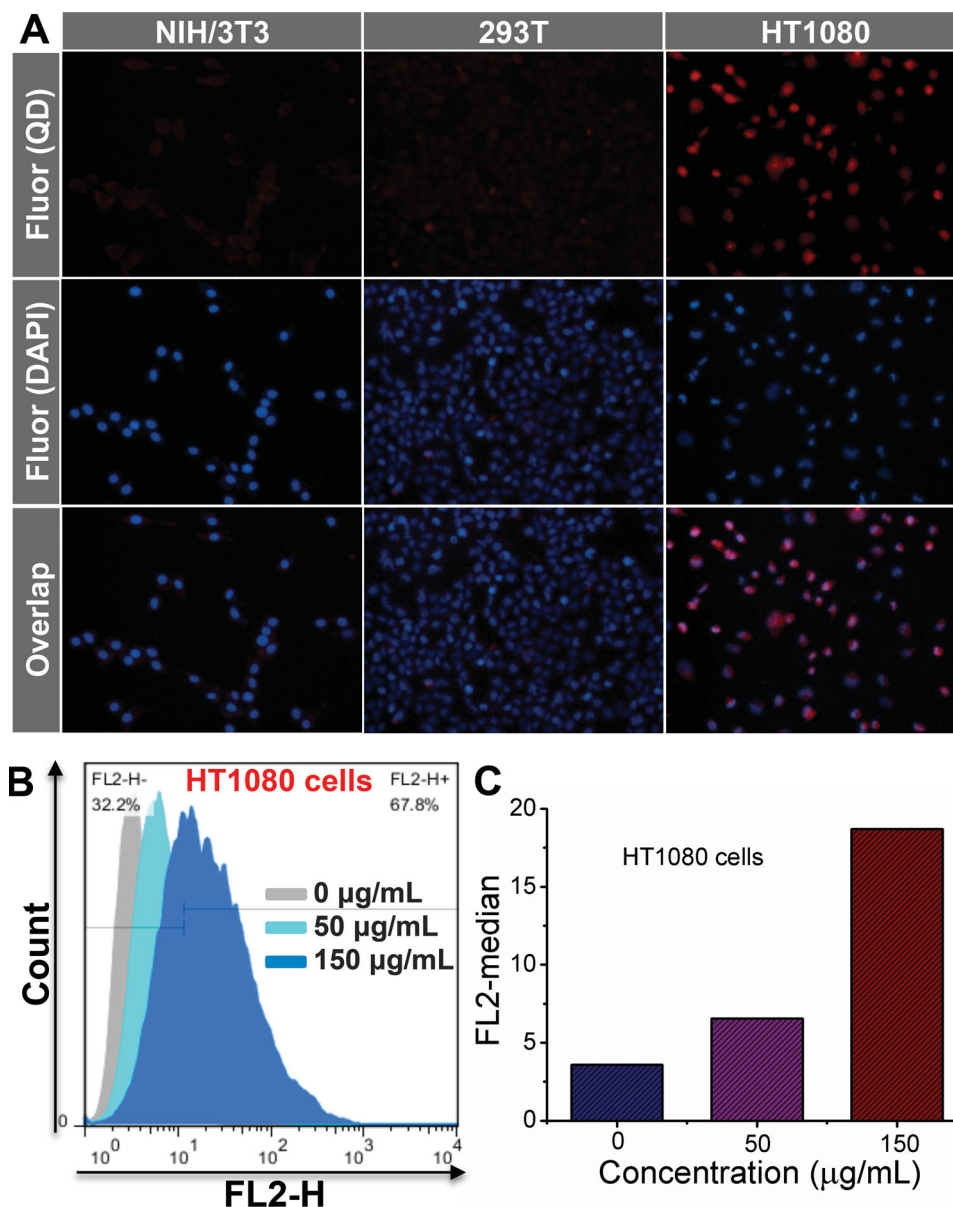 A
NIH/3T3
293T
HT1080
Fluor (QD)
Fluor (DAPI)
Overlap
B
FL2-H-
32.2%
HT1080 cells
FL2-H+
67.8%
0 µg/mL
50 µg/mL
150 µg/mL
Count
0
10⁰
10¹
10²
10³
10⁴
FL2-H
C
20
15
10
5
0
HT1080 cells
FL2-median
0
50
150
Concentration (µg/mL)